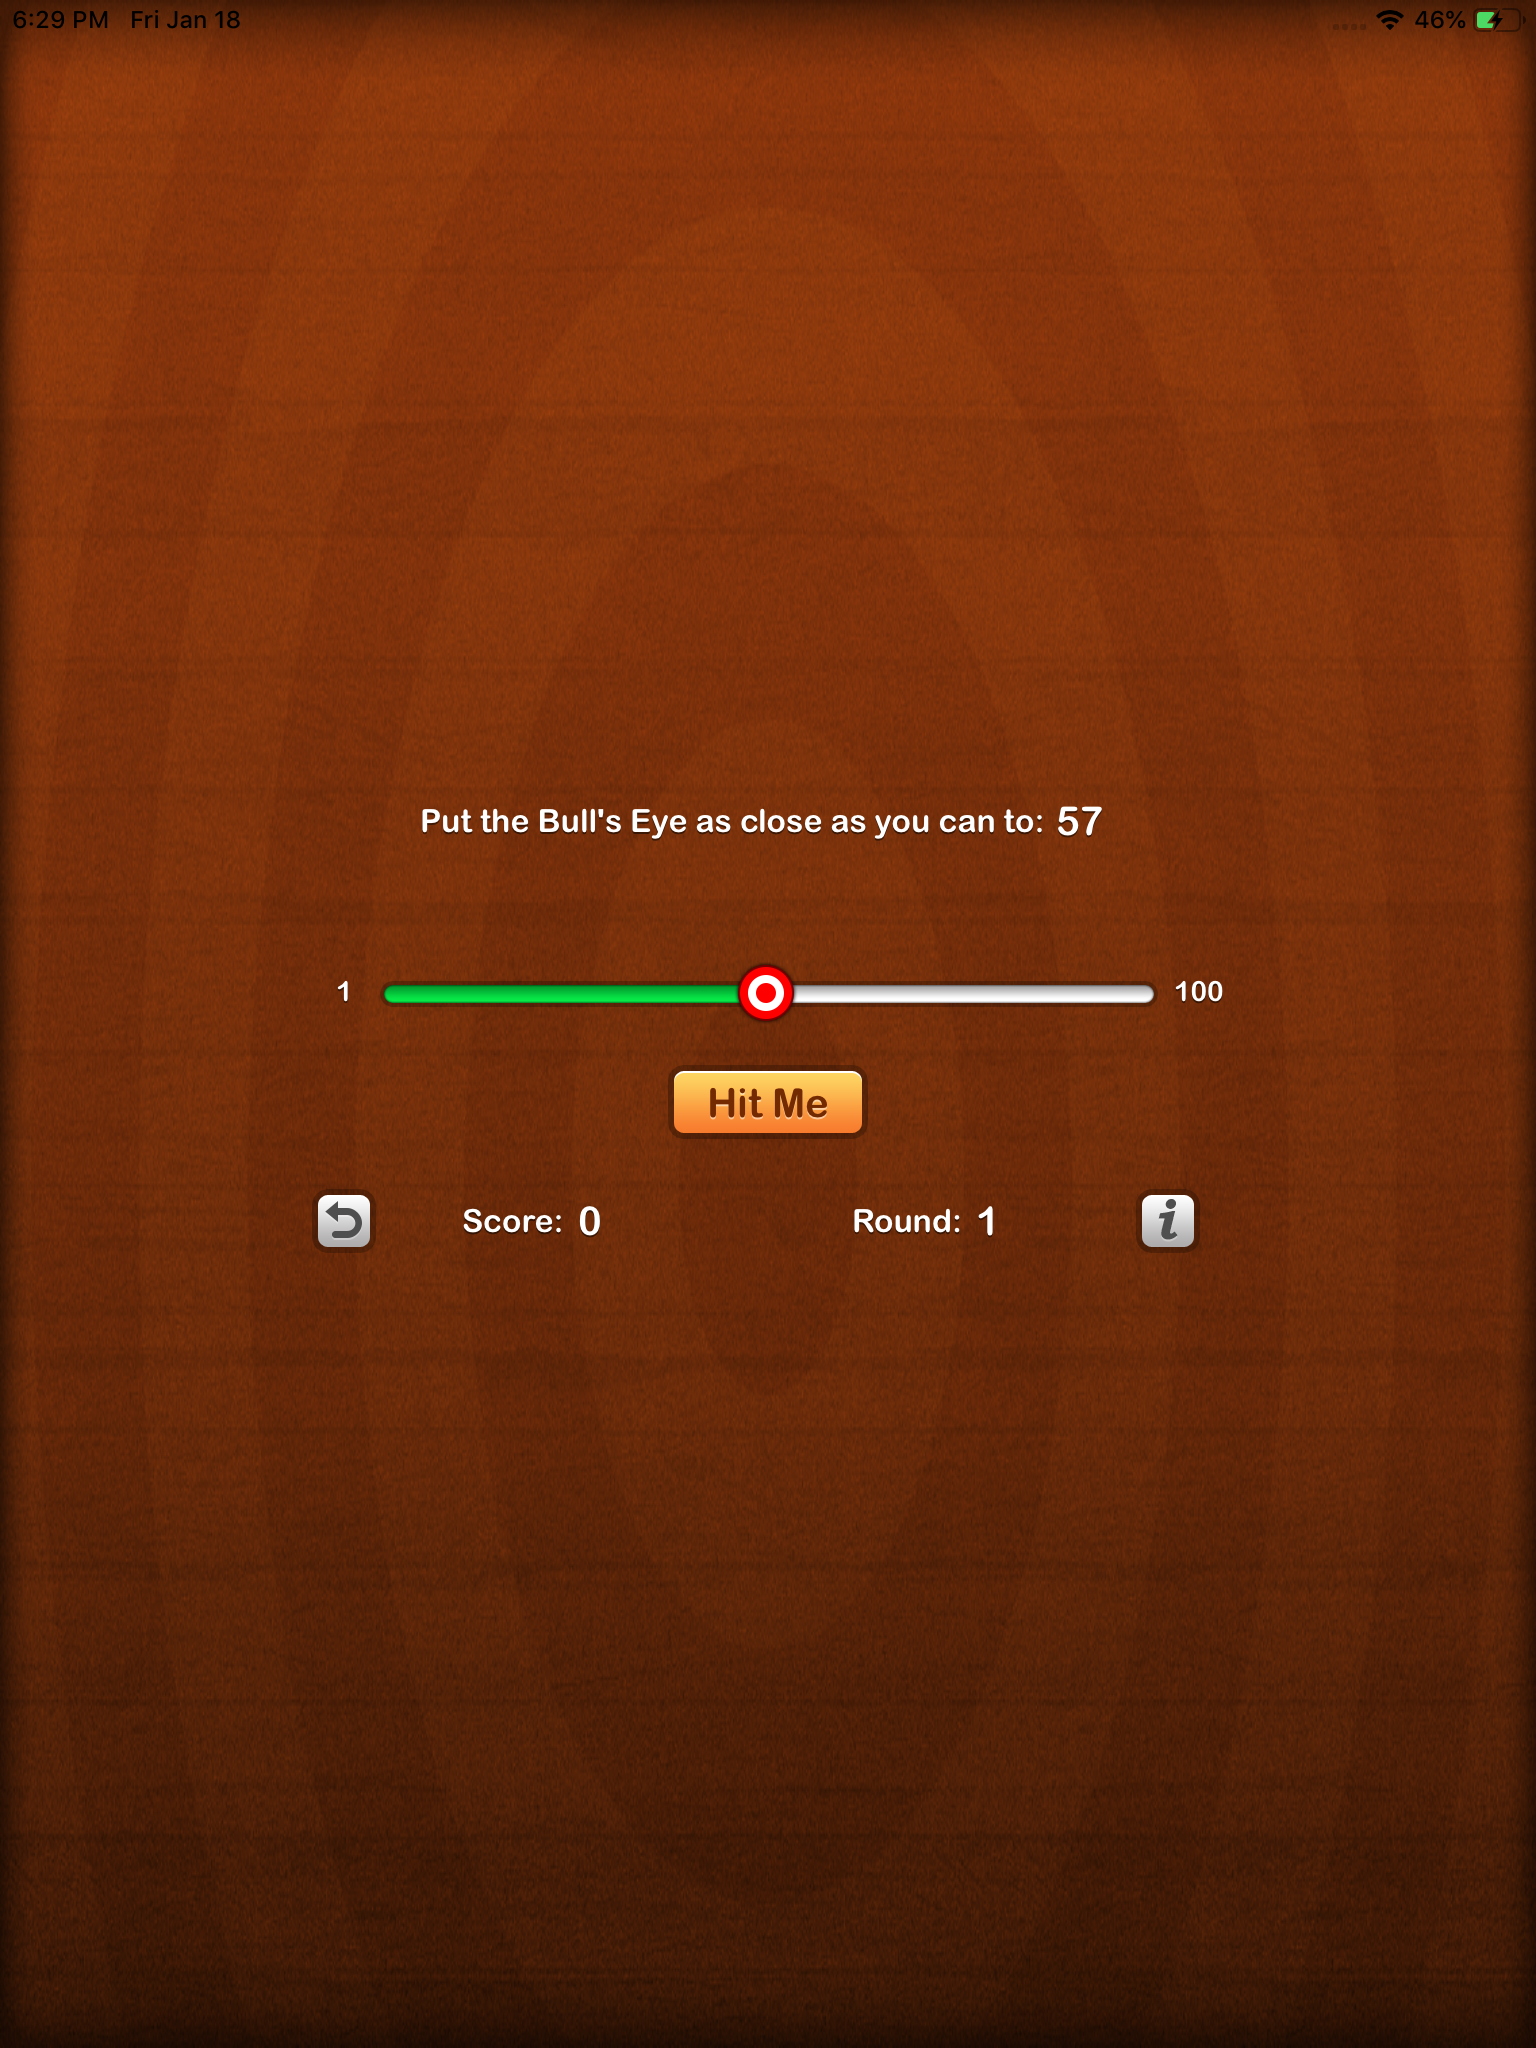 6:29 PM Fri Jan 18 46%
Put the Bull's Eye as close as you can to: 57
1 100
Hit Me
Score: 0 Round: 1 i